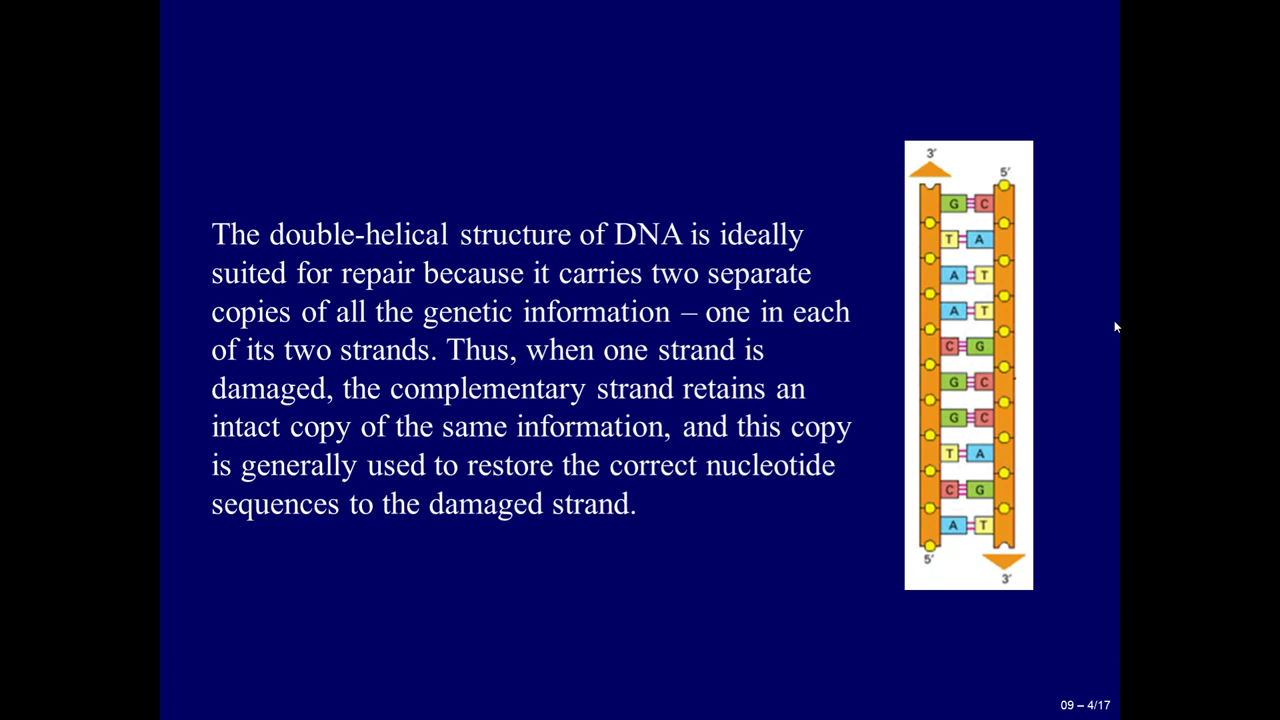 The double-helical structure of DNA is ideally
suited for repair because it carries two separate
copies of all the genetic information – one in each
of its two strands. Thus, when one strand is
damaged, the complementary strand retains an
intact copy of the same information, and this copy
is generally used to restore the correct nucleotide
sequences to the damaged strand.
3′
5′
G C
T A
A T
A T
C G
G C
G C
T A
C G
A T
5′
3′
09 – 4/17